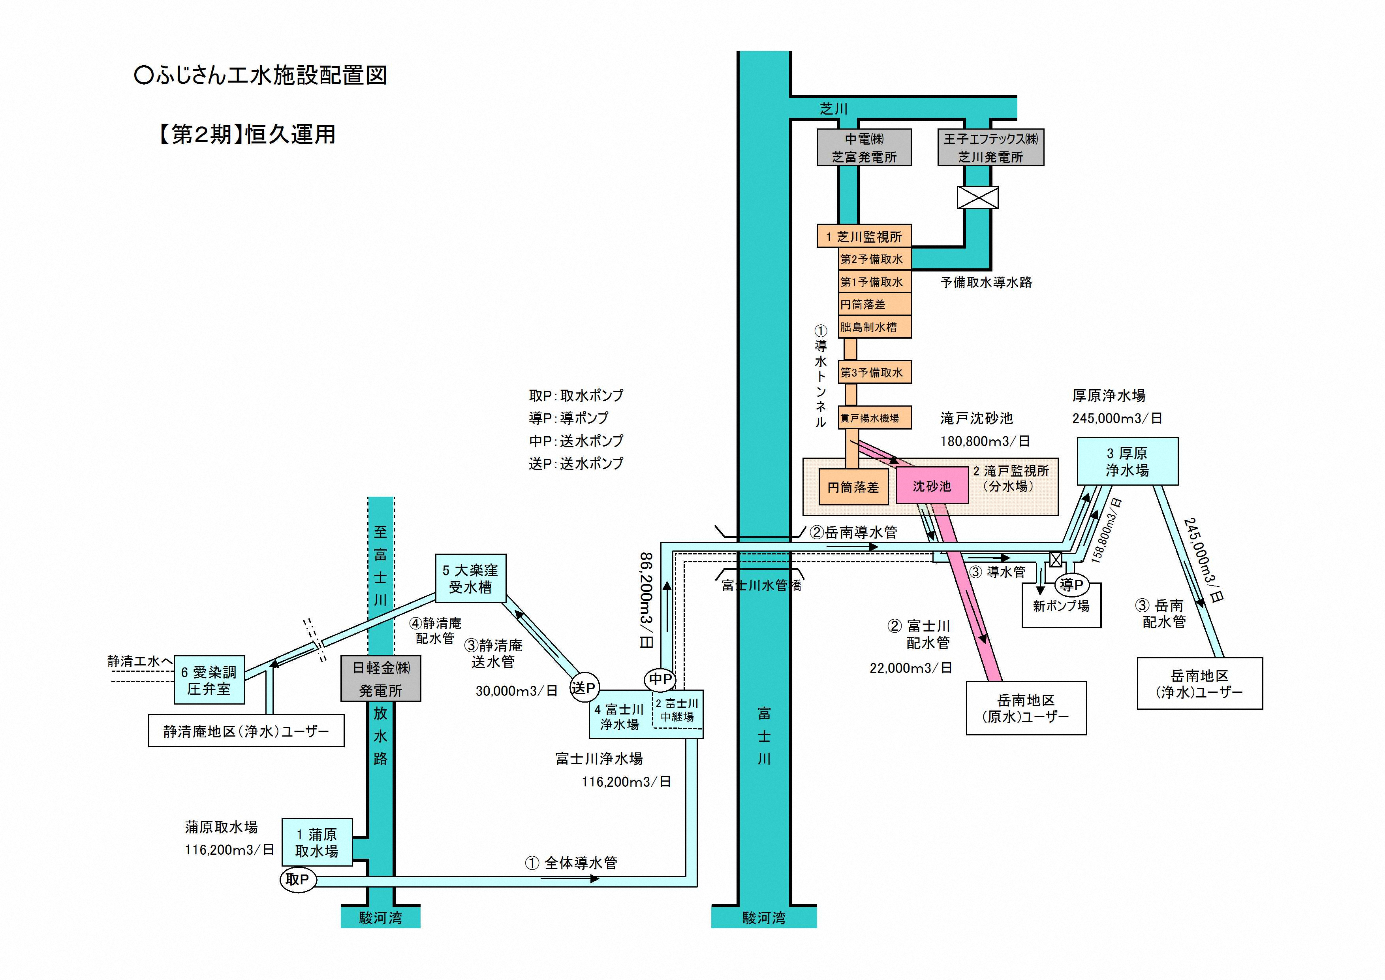 〇ふじさん工水施設配置図
【第２期】恒久運用
芝川
中電㈱
芝富発電所
王子エフテックス㈱
芝川発電所
1 芝川監視所
第2予備取水
第1予備取水
円筒落差
朏島制水槽
第3予備取水
貫戸揚水機場
予備取水導水路
①導水トンネル
取P：取水ポンプ
導P：導ポンプ
中P：送水ポンプ
送P：送水ポンプ
滝戸沈砂池
180,800m3/日
円筒落差
沈砂池
2 滝戸監視所
（分水場）
厚原浄水場
245,000m3/日
3 厚原
浄水場
②岳南導水管
158,800m3/日
245,000m3/日
③ 導水管
導P
新ポンプ場
③ 岳南
配水管
岳南地区
（浄水）ユーザー
② 富士川
配水管
22,000m3/日
岳南地区
（原水）ユーザー
富士川水管橋
86,200m3/日
富士川
至富士川
5 大楽窪
受水槽
④静清庵
配水管
③静清庵
送水管
30,000m3/日
送P
中P
4 富士川
浄水場
2 富士川
中継場
富士川浄水場
116,200m3/日
静清工水へ
6 愛染調
圧弁室
静清庵地区（浄水）ユーザー
日軽金㈱
発電所
放水路
蒲原取水場
116,200m3/日
1 蒲原
取水場
取P
① 全体導水管
駿河湾
駿河湾